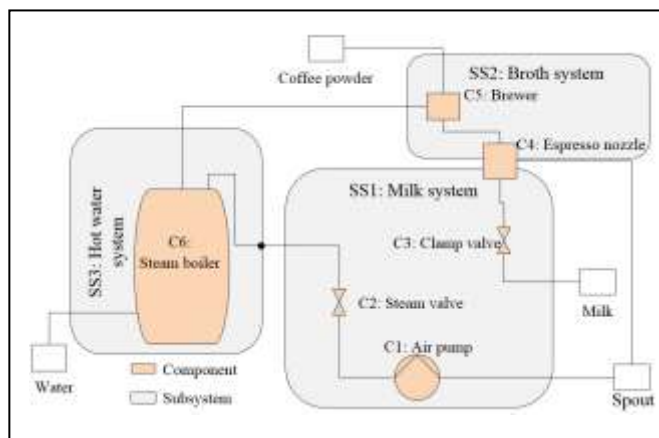 Coffee powder
SS2: Broth system
C5: Brewer
C4: Espresso nozzle
SS1: Milk system
SS3: Hot water
system
C6:
Steam boiler
C3: Clamp valve
C2: Steam valve
Milk
C1: Air pump
Water
Component
Subsystem
Spout